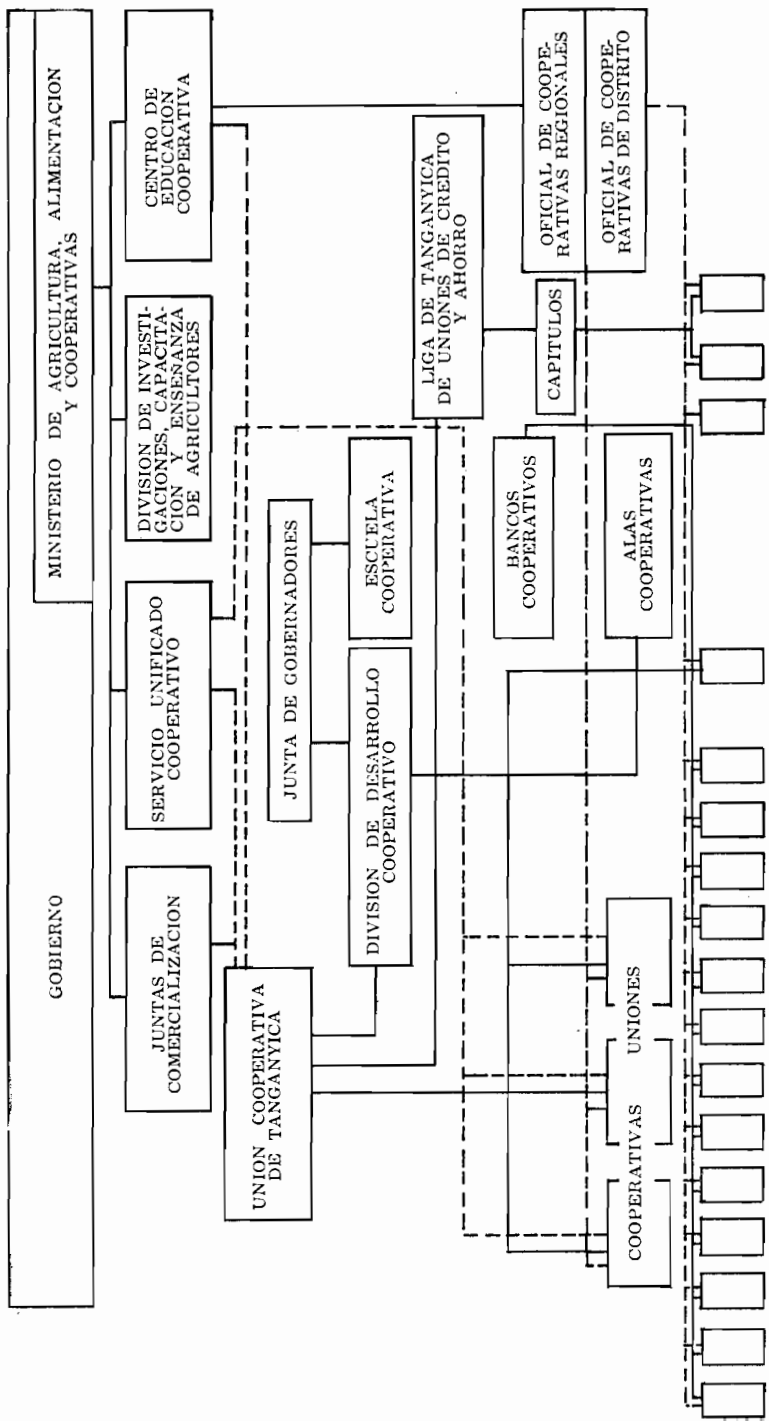 GOBIERNO
MINISTERIO DE AGRICULTURA, ALIMENTAÇION
Y COOPERATIVAS
JUNTAS DE
COMERCIALIZACION
SERVICIO UNIFICADO
COOPERATIVO
DIVISION DE INVESTI-
GACIONES, CAPACITA-
CION Y ENSEÑANZA
DE AGRICULTORES
CENTRO DE
EDUCACION
COOPERATIVA
UNION COOPERATIVA
DE TANGANYICA
JUNTA DE GOBERNADORES
DIVISION DE DESARROLLO
COOPERATIVO
ESCUELA
COOPERATIVA
LIGA DE TANGANYICA
DE UNIONES DE CREDITO
Y AHORRO
BANCOS
COOPERATIVOS
CAPITULOS
OFICIAL DE COOPE-
RATIVAS REGIONALES
OFICIAL DE COOPE-
RATIVAS DE DISTRITO
COOPERATIVAS UNIONES
ALAS
COOPERATIVAS